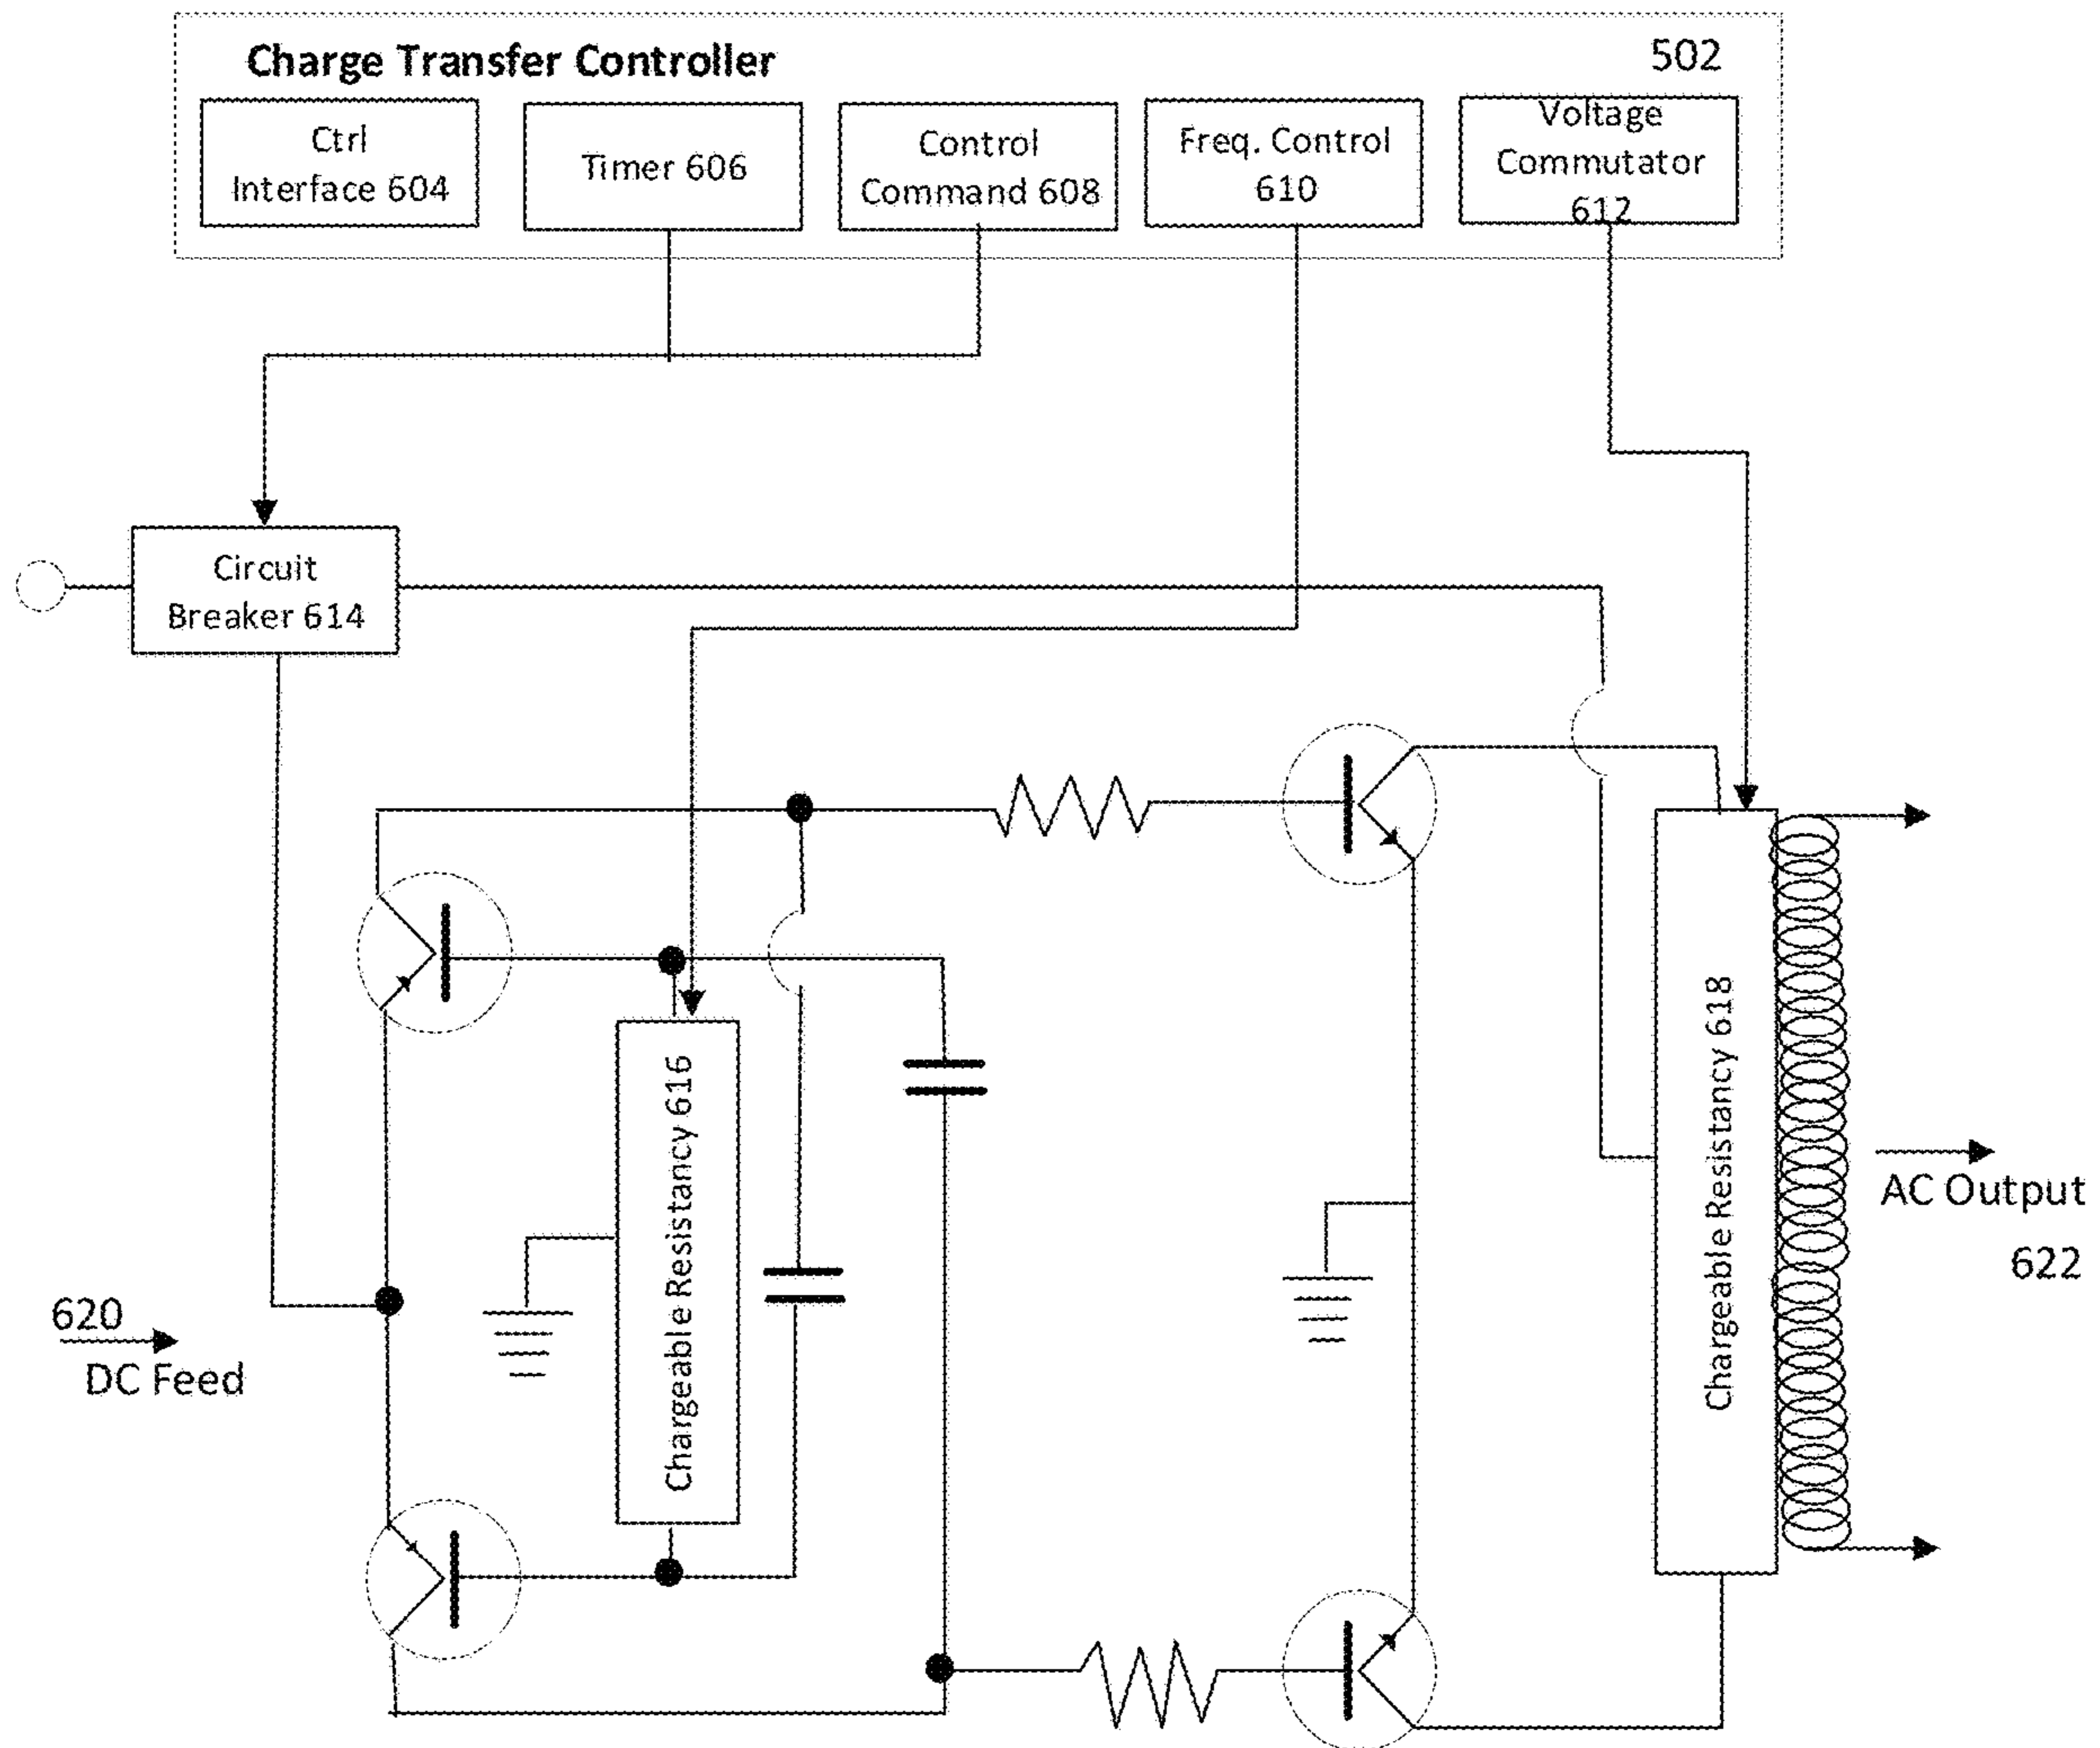 Charge Transfer Controller
502
Ctrl
Interface 604
Timer 606
Control
Command 608
Freq. Control
610
Voltage
Commutator
612
Circuit
Breaker 614
Chargeable Resistancy 616
Chargeable Resistancy 618
620
DC Feed
AC Output
622